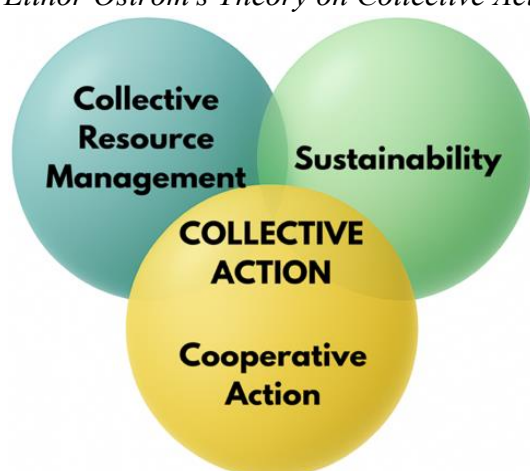 Elinor Ostrom's Theory on Collective
Collective
Resource
Management
Sustainability
COLLECTIVE
ACTION
Cooperative
Action